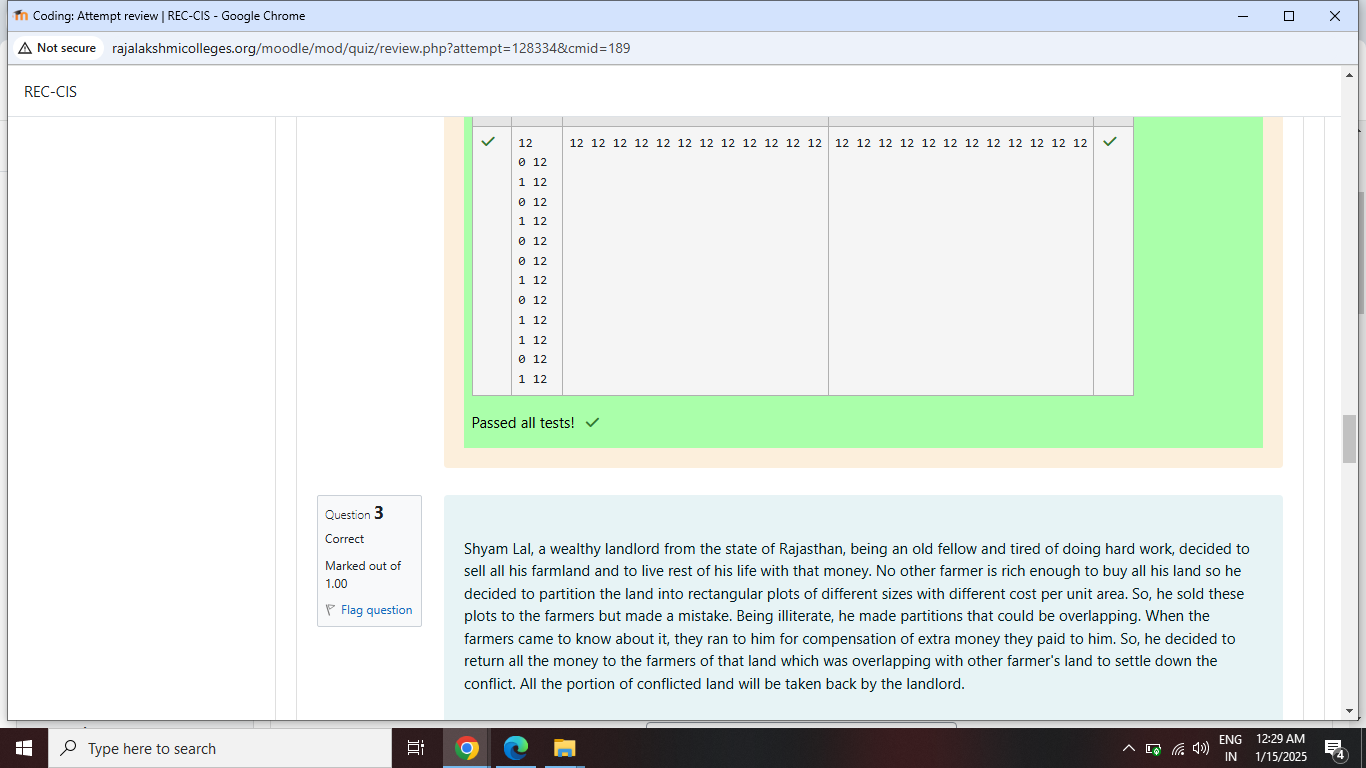 Coding: Attempt review | REC-CIS - Google Chrome
Not secure rajalakshmicolleges.org/moodle/mod/quiz/review.php?attempt=128334&cmid=189
REC-CIS
12 12 12 12 12 12 12 12 12 12 12 12 12 12 12 12 12 12 12 12 12 12 12 12 12
0 12
1 12
0 12
1 12
0 12
0 12
1 12
0 12
1 12
1 12
0 12
1 12
Passed all tests!
Question 3
Correct
Marked out of
1.00
Flag question
Shyam Lal, a wealthy landlord from the state of Rajasthan, being an old fellow and tired of doing hard work, decided to
sell all his farmland and to live rest of his life with that money. No other farmer is rich enough to buy all his land so he
decided to partition the land into rectangular plots of different sizes with different cost per unit area. So, he sold these
plots to the farmers but made a mistake. Being illiterate, he made partitions that could be overlapping. When the
farmers came to know about it, they ran to him for compensation of extra money they paid to him. So, he decided to
return all the money to the farmers of that land which was overlapping with other farmer's land to settle down the
conflict. All the portion of conflicted land will be taken back by the landlord.
Type here to search
ENG
IN
12:29 AM
1/15/2025
4